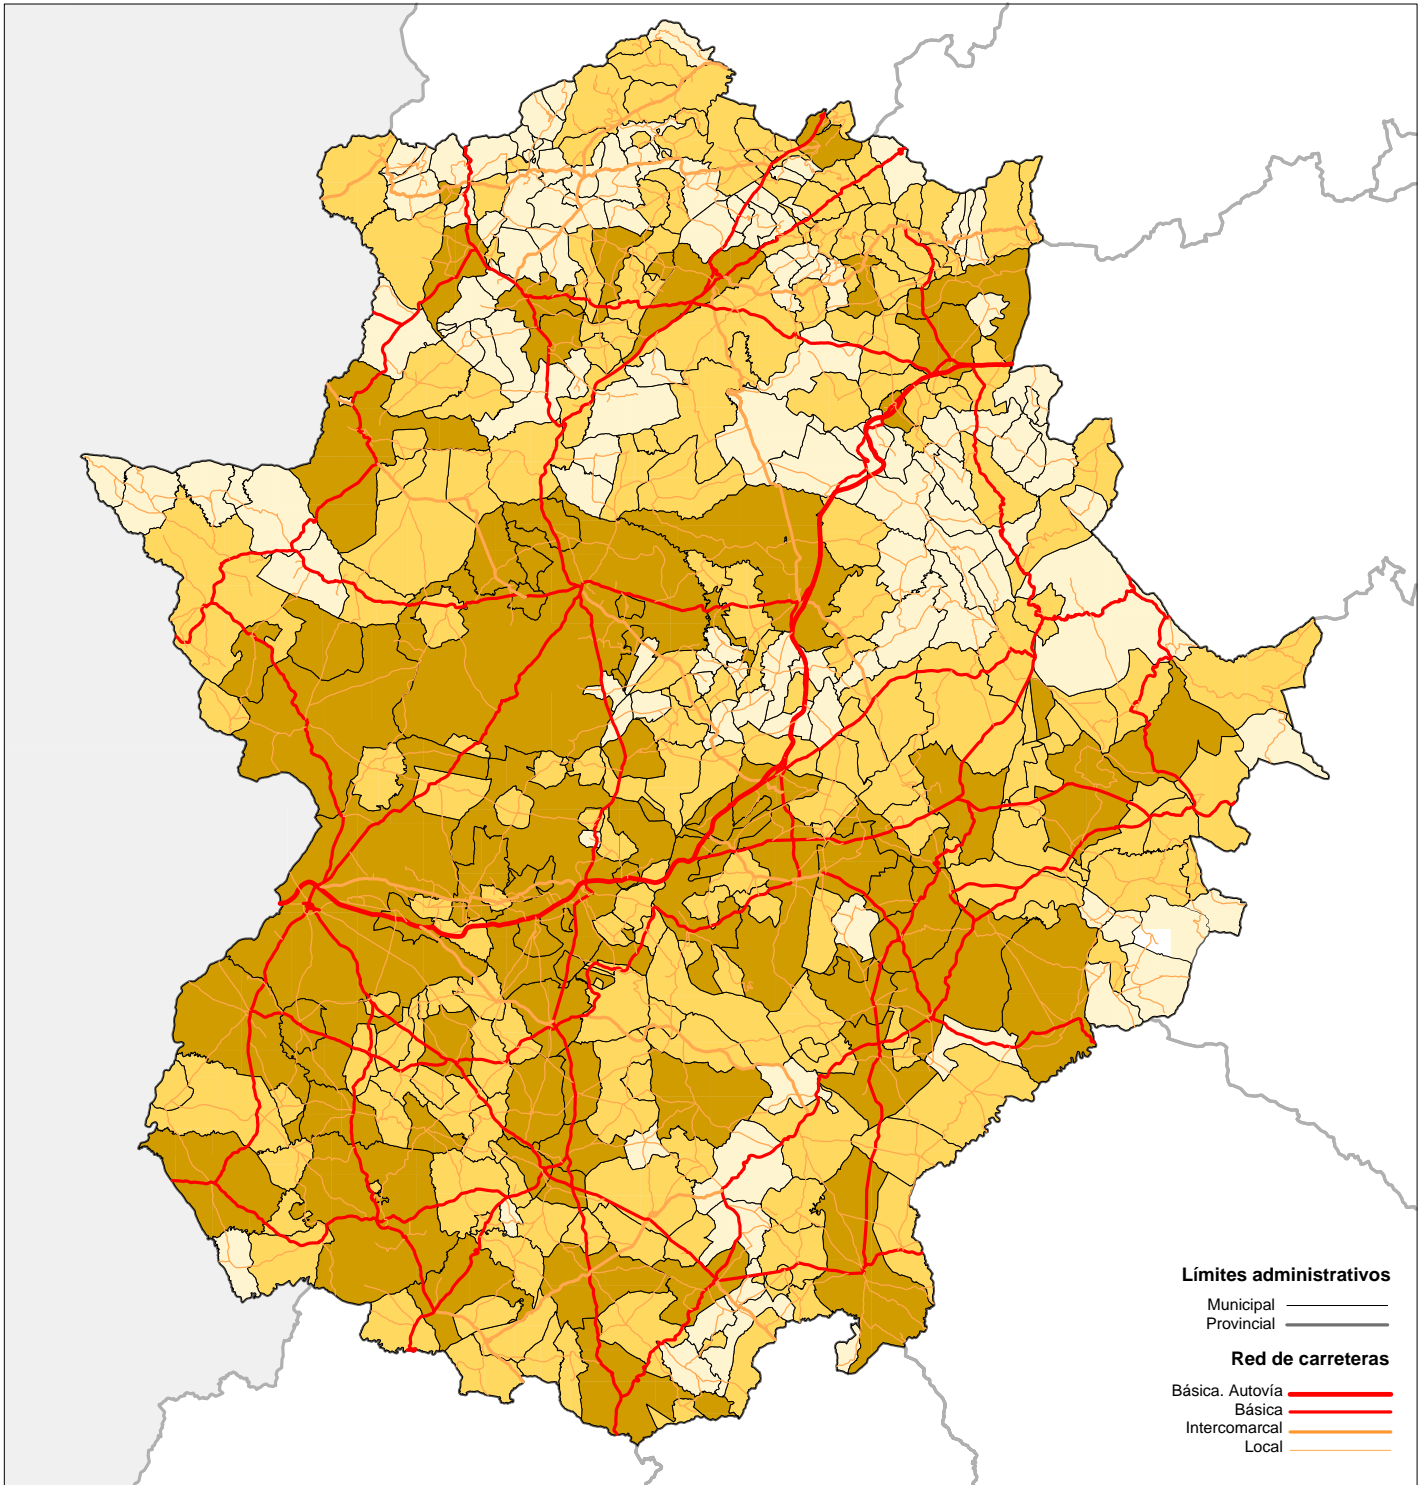 Límites administrativos
Municipal
Provincial
Red de carreteras
Básica. Autovía
Básica
Intercomarcal
Local